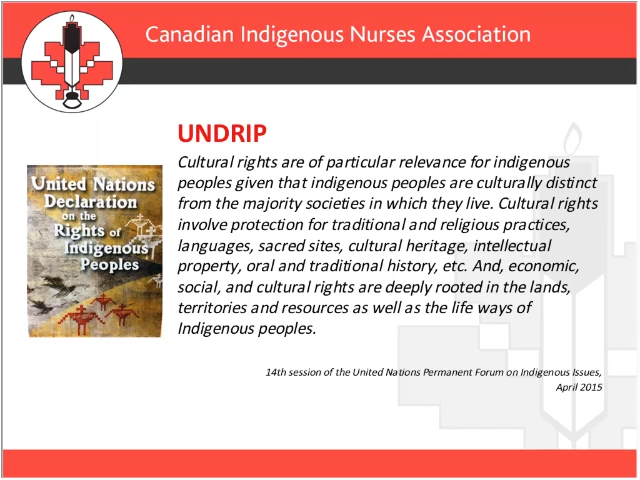 Canadian Indigenous Nurses Association
UNDRIP
United Nations
Declaration
on the
Rights of
Indigenous
Peoples
Cultural rights are of particular relevance for indigenous
peoples given that indigenous peoples are culturally distinct
from the majority societies in which they live. Cultural rights
involve protection for traditional and religious practices,
languages, sacred sites, cultural heritage, intellectual
property, oral and traditional history, etc. And, economic,
social, and cultural rights are deeply rooted in the lands,
territories and resources as well as the life ways of
Indigenous peoples.
14th session of the United Nations Permanent Forum on Indigenous Issues,
April 2015